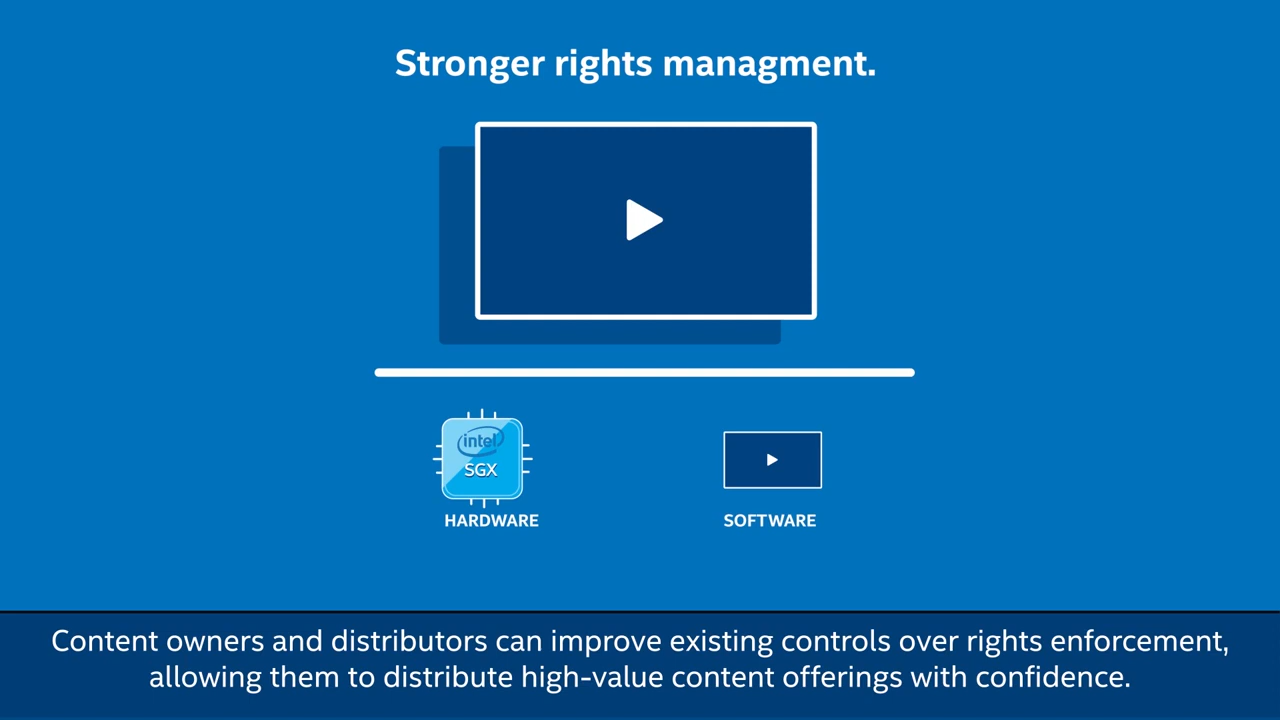 Stronger rights managment.
intel
SGX
HARDWARE
SOFTWARE
Content owners and distributors can improve existing controls over rights enforcement,
allowing them to distribute high-value content offerings with confidence.